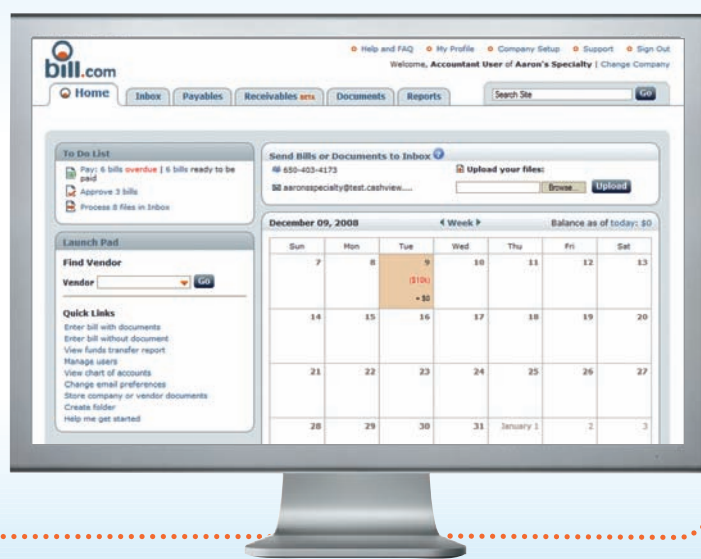 bill.com
Help and FAQ My Profile Company Setup Support Sign Out
Welcome, Accountant User of Aaron's Specialty | Change Company
Home Inbox Payables Receivables BETA Documents Reports Search Site Go
To Do List
Pay: 6 bills overdue | 6 bills ready to be
paid
Approve 3 bills
Process 8 files in Inbox
Launch Pad
Find Vendor
Vendor Go
Quick Links
Enter bill with documents
Enter bill without document
View funds transfer report
Manage users
View chart of accounts
Change email preferences
Store company or vendor documents
Create folder
Help me get started
Send Bills or Documents to Inbox ?
650-403-4173 Upload your files:
aaronsspecialty@test.cashview.... Browse... Upload
December 09, 2008 Week Balance as of today: $0
Sun Mon Tue Wed Thu Fri Sat
7 8 9 10 11 12 13
($10k)
= $0
14 15 16 17 18 19 20
21 22 23 24 25 26 27
28 29 30 31 January 1 2 3